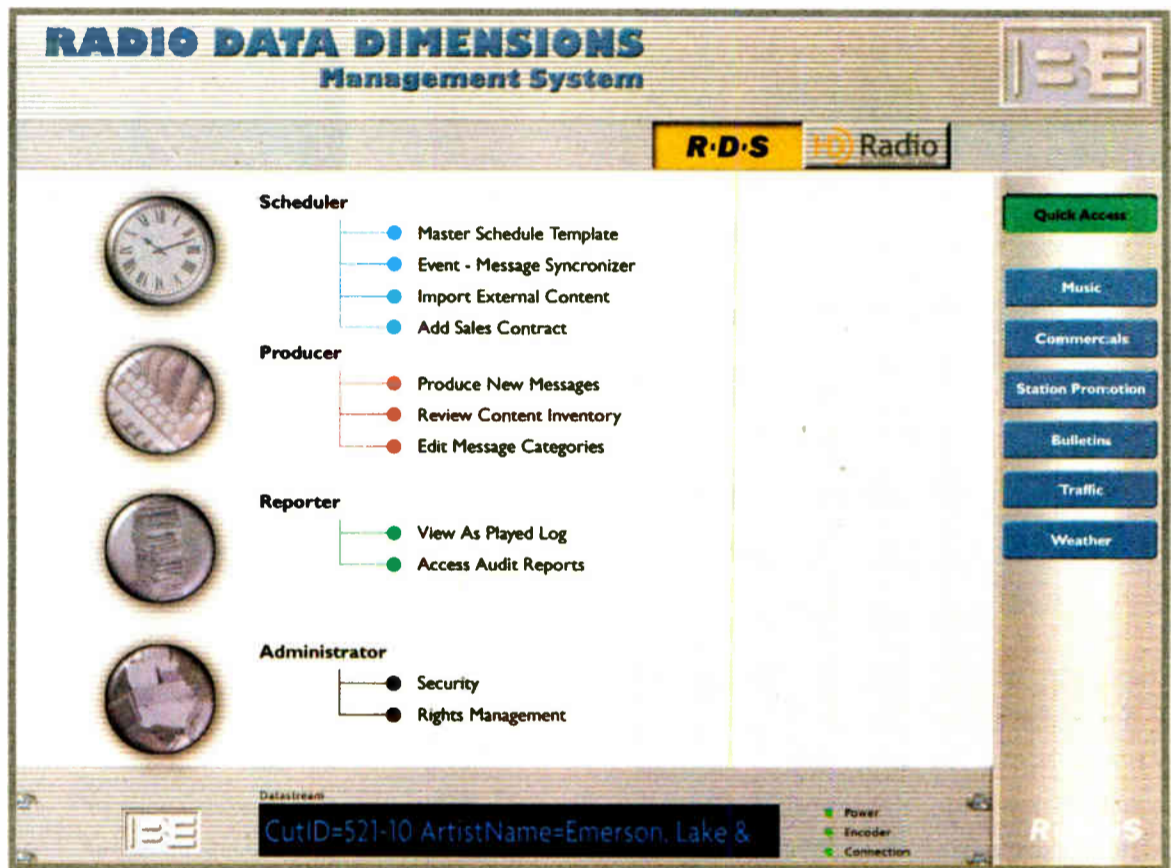 RADIO DATA DIMENSIONS
Management System
BE
R·D·S
HD Radio
Scheduler
Master Schedule Template
Event - Message Syncronizer
Import External Content
Add Sales Contract
Producer
Produce New Messages
Review Content Inventory
Edit Message Categories
Reporter
View As Played Log
Access Audit Reports
Administrator
Security
Rights Management
Quick Access
Music
Commercials
Station Promotion
Bulletins
Traffic
Weather
BE
Datastream
CutID=521-10 ArtistName=Emerson, Lake &
Power
Encoder
Connection
R·D·S